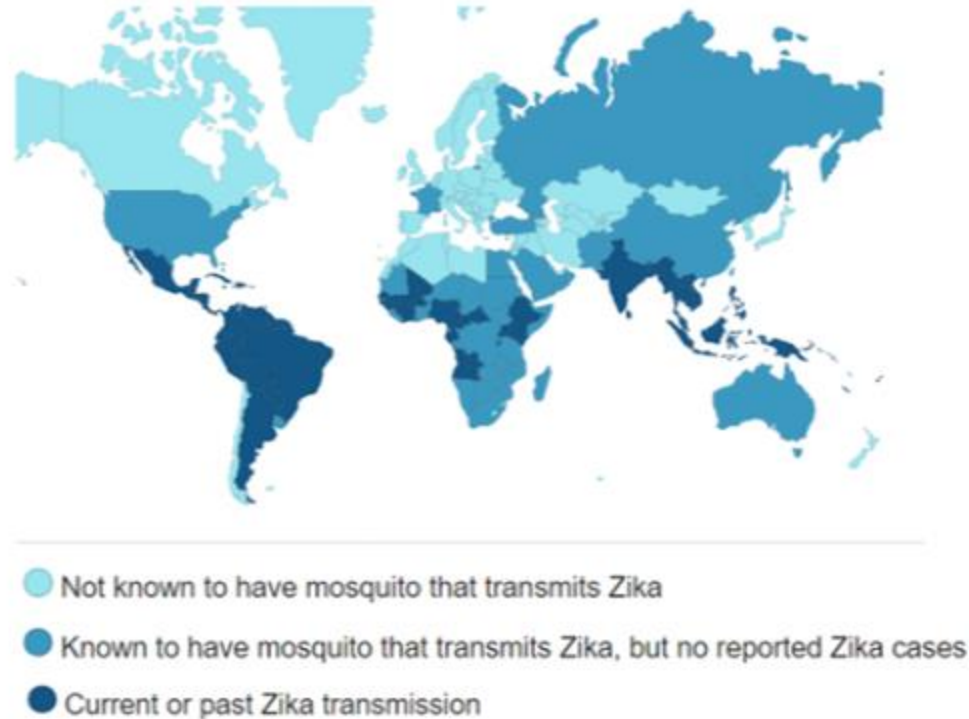 Not known to have mosquito that transmits Zika
Known to have mosquito that transmits Zika, but no reported Zika cases
Current or past Zika transmission